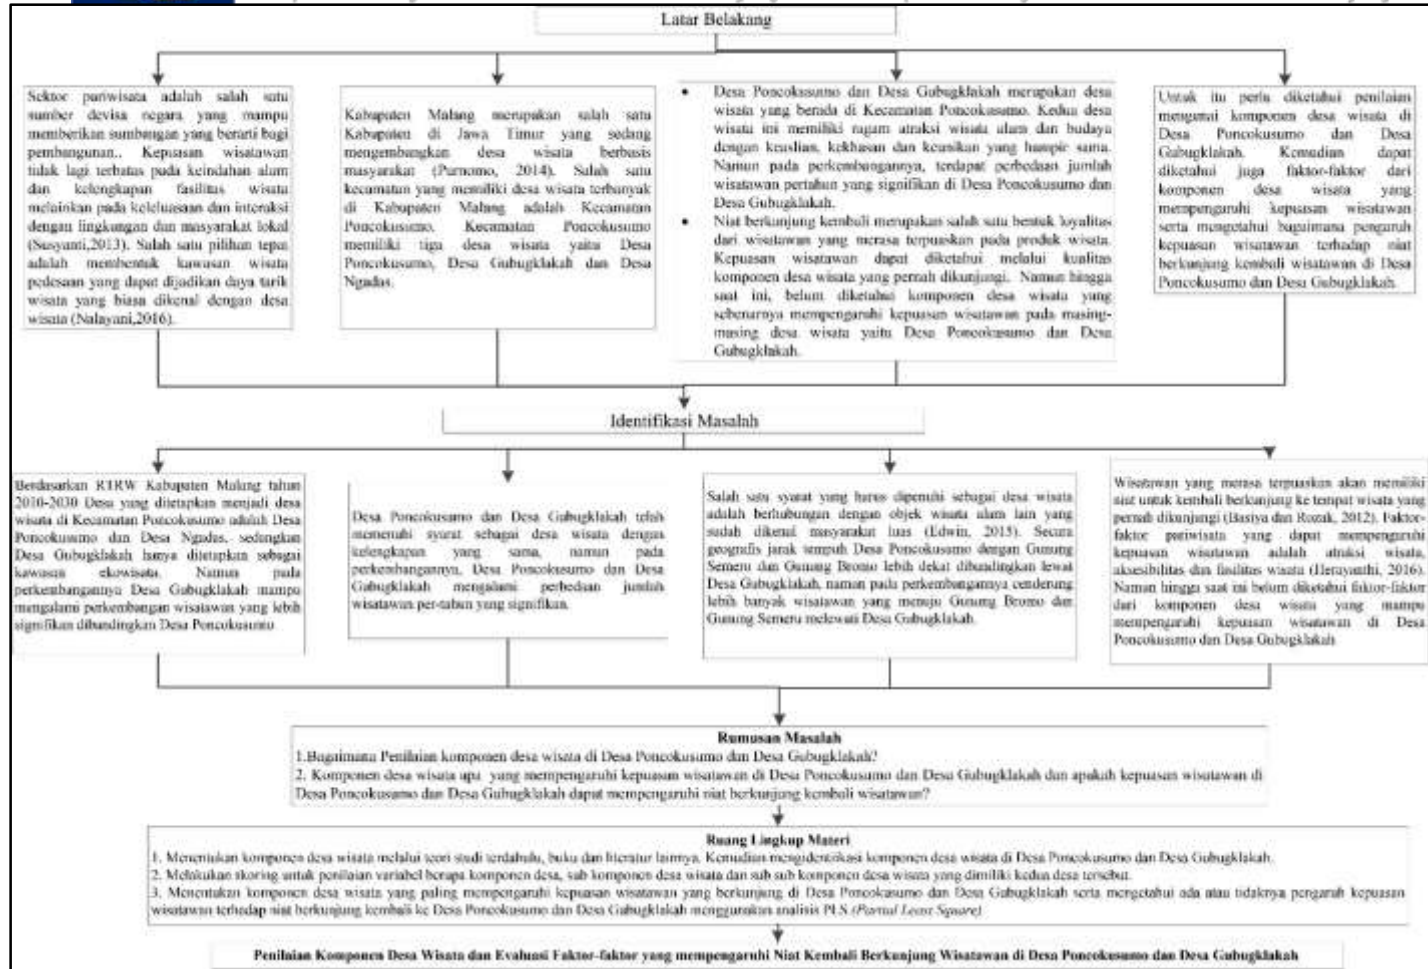 Latar Belakang
Sektor pariwisata adalah salah satu
sumber devisa negara yang mampu
memberikan sumbangan yang berarti bagi
pembangunan.. Kepuasan wisatawan
tidak lagi terbatas pada keindahan alam
dan kelengkapan fasilitas wisata
melainkan pada keleluasaan dan interaksi
dengan lingkungan dan masyarakat lokal
(Susyanti,2013). Salah satu pilihan tepat
adalah membentuk kawasan wisata
pedesaan yang dapat dijadikan daya tarik
wisata yang biasa dikenal dengan desa
wisata (Nalayani,2016).
Kabupaten Malang merupakan salah satu
Kabupaten di Jawa Timur yang sedang
mengembangkan desa wisata berbasis
masyarakat (Purnomo, 2014). Salah satu
kecamatan yang memiliki desa wisata terbanyak
di Kabupaten Malang adalah Kecamatan
Poncokusumo. Kecamatan Poncokusumo
memiliki tiga desa wisata yaitu Desa
Poncokusumo, Desa Gubugklakah dan Desa
Ngadas.
• Desa Poncokusumo dan Desa Gubugklakah merupakan desa
wisata yang berada di Kecamatan Poncokusumo. Kedua desa
wisata ini memiliki ragam atraksi wisata alam dan budaya
dengan keaslian, kekhasan dan keunikan yang hampir sama.
Namun pada perkembangannya, terdapat perbedaan jumlah
wisatawan pertahun yang signifikan di Desa Poncokusumo dan
Desa Gubugklakah.
• Niat berkunjung kembali merupakan salah satu bentuk loyalitas
dari wisatawan yang merasa terpuaskan pada produk wisata.
Kepuasan wisatawan dapat diketahui melalui kualitas
komponen desa wisata yang pernah dikunjungi. Namun hingga
saat ini, belum diketahui komponen desa wisata yang
sebenarnya mempengaruhi kepuasan wisatawan pada masing-
masing desa wisata yaitu Desa Poncokusumo dan Desa
Gubugklakah.
Untuk itu perlu diketahui penilaian
mengenai komponen desa wisata di
Desa Poncokusumo dan Desa
Gubugklakah. Kemudian dapat
diketahui juga faktor-faktor dari
komponen desa wisata yang
mempengaruhi kepuasan wisatawan
serta mengetahui bagaimana pengaruh
kepuasan wisatawan terhadap niat
berkunjung kembali wisatawan di Desa
Poncokusumo dan Desa Gubugklakah.
Identifikasi Masalah
Berdasarkan RTRW Kabupaten Malang tahun
2010-2030 Desa yang ditetapkan menjadi desa
wisata di Kecamatan Poncokusumo adalah Desa
Poncokusumo dan Desa Ngadas, sedangkan
Desa Gubugklakah hanya ditetapkan sebagai
kawasan ekowisata. Namun pada
perkembangannya Desa Gubugklakah mampu
mengalami perkembangan wisatawan yang lebih
signifikan dibandingkan Desa Poncokusumo
Desa Poncokusumo dan Desa Gubugklakah telah
memenuhi syarat sebagai desa wisata dengan
kelengkapan yang sama, namun pada
perkembangannya, Desa Poncokusumo dan Desa
Gubugklakah mengalami perbedaan jumlah
wisatawan per-tahun yang signifikan.
Salah satu syarat yang harus dipenuhi sebagai desa wisata
adalah berhubungan dengan objek wisata alam lain yang
sudah dikenal masyarakat luas (Edwin, 2015). Secara
geografis jarak tempuh Desa Poncokusumo dengan Gunung
Semeru dan Gunung Bromo lebih dekat dibandingkan lewat
Desa Gubugklakah, namun pada perkembangannya cenderung
lebih banyak wisatawan yang menuju Gunung Bromo dan
Gunung Semeru melewati Desa Gubugklakah.
Wisatawan yang merasa terpuaskan akan memiliki
niat untuk kembali berkunjung ke tempat wisata yang
pernah dikunjungi (Basiya dan Rozak, 2012). Faktor-
faktor pariwisata yang dapat mempengaruhi
kepuasan wisatawan adalah atraksi wisata,
aksesibilitas dan fasilitas wisata (Herayanthi, 2016).
Namun hingga saat ini belum diketahui faktor-faktor
dari komponen desa wisata yang mampu
mempengaruhi kepuasan wisatawan di Desa
Poncokusumo dan Desa Gubugklakah
Rumusan Masalah
1.Bagaimana Penilaian komponen desa wisata di Desa Poncokusumo dan Desa Gubugklakah?
2. Komponen desa wisata apa yang mempengaruhi kepuasan wisatawan di Desa Poncokusumo dan Desa Gubugklakah dan apakah kepuasan wisatawan di
Desa Poncokusumo dan Desa Gubugklakah dapat mempengaruhi niat berkunjung kembali wisatawan?
Ruang Lingkup Materi
1. Menentukan komponen desa wisata melalui teori studi terdahulu, buku dan literatur lainnya. Kemudian mengidentikasi komponen desa wisata di Desa Poncokusumo dan Desa Gubugklakah.
2. Melakukan skoring untuk penilaian variabel berupa komponen desa, sub komponen desa wisata dan sub sub komponen desa wisata yang dimiliki kedua desa tersebut.
3. Menentukan komponen desa wisata yang paling mempengaruhi kepuasan wisatawan yang berkunjung di Desa Poncokusumo dan Desa Gubugklakah serta mengetahui ada atau tidaknya pengaruh kepuasan
wisatawan terhadap niat berkunjung kembali ke Desa Poncokusumo dan Desa Gubugklakah menggunakan analisis PLS (Partial Least Square)
Penilaian Komponen Desa Wisata dan Evaluasi Faktor-faktor yang mempengaruhi Niat Kembali Berkunjung Wisatawan di Desa Poncokusumo dan Desa Gubugklakah